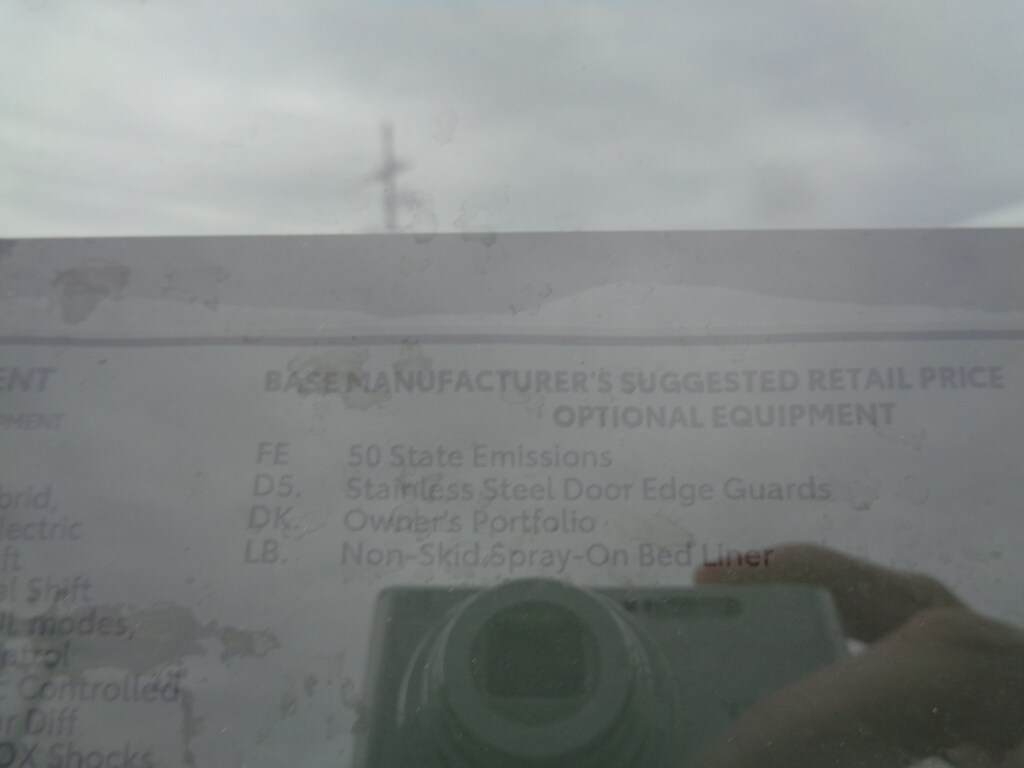 ENT
PMENT
brid,
lectric
ft
al Shift
UL modes,
ntrol
c Controlled
ar Diff
OX Shocks
BASE MANUFACTURER'S SUGGESTED RETAIL PRICE
OPTIONAL EQUIPMENT
FE 50 State Emissions
D5. Stainless Steel Door Edge Guards
DK. Owner's Portfolio
LB. Non-Skid Spray-On Bed Liner